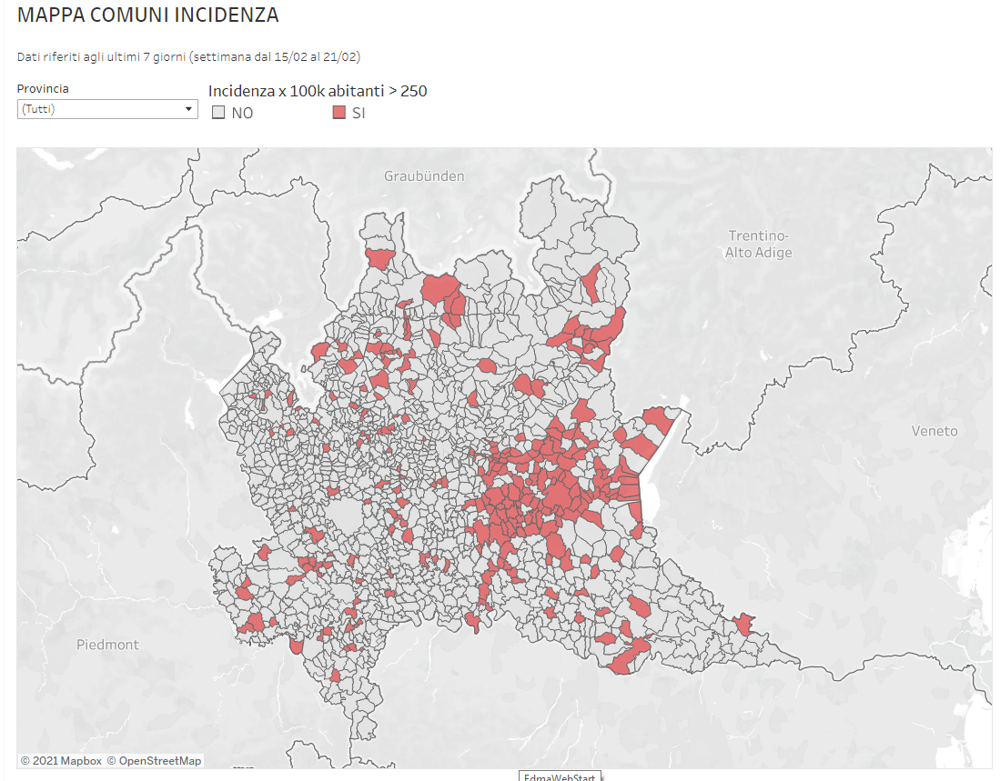 MAPPA COMUNI INCIDENZA
Dati riferiti agli ultimi 7 giorni (settimana dal 15/02 al 21/02)
Provincia
(Tutti)
Incidenza x 100k abitanti > 250
NO
SI
Graubünden
Trentino-
Alto Adige
Veneto
Piedmont
© 2021 Mapbox © OpenStreetMap
EdmaWebStart